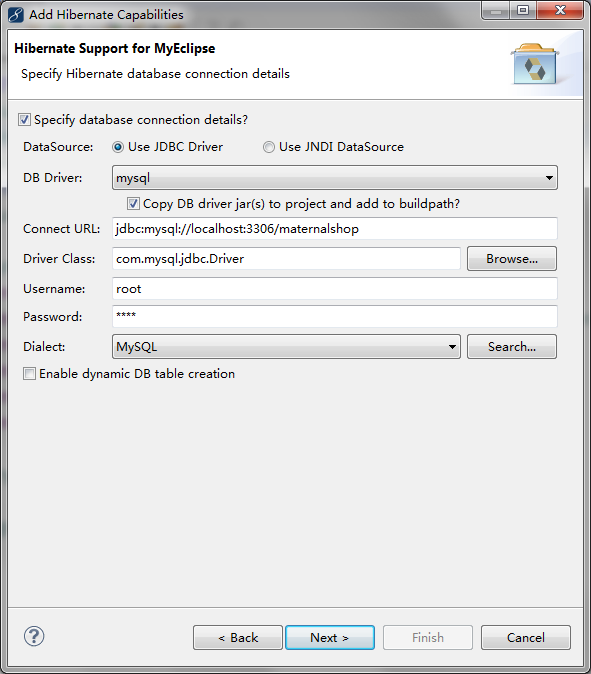 Add Hibernate Capabilities
Hibernate Support for MyEclipse
Specify Hibernate database connection details
Specify database connection details?
DataSource: Use JDBC Driver Use JNDI DataSource
DB Driver: mysql
Copy DB driver jar(s) to project and add to buildpath?
Connect URL: jdbc:mysql://localhost:3306/maternalshop
Driver Class: com.mysql.jdbc.Driver Browse...
Username: root
Password: ****
Dialect: MySQL Search...
Enable dynamic DB table creation
? < Back Next > Finish Cancel